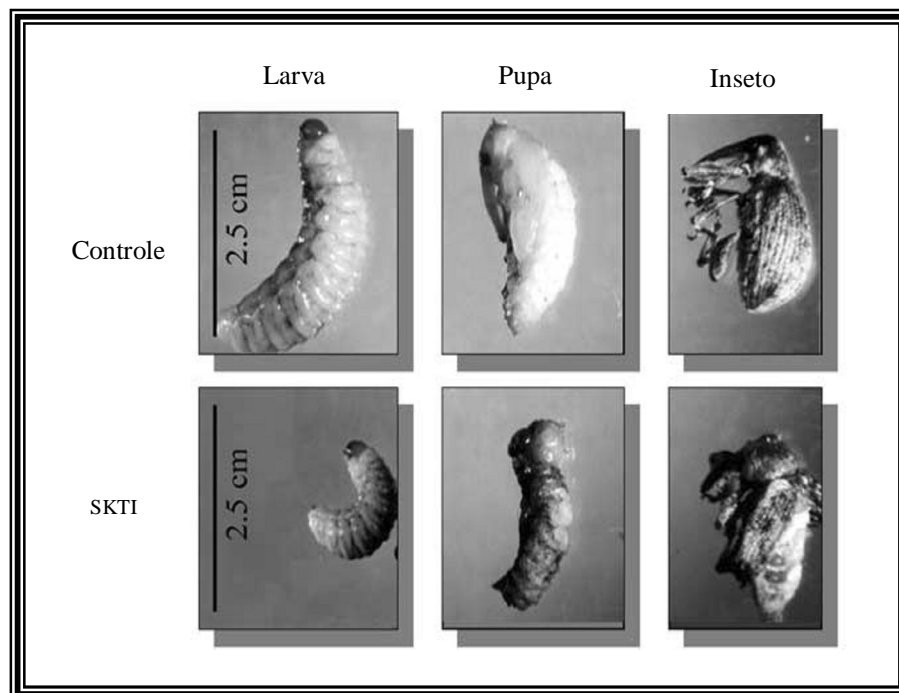 Larva
Pupa
Inseto
Controle
2.5 cm
SKTI
2.5 cm